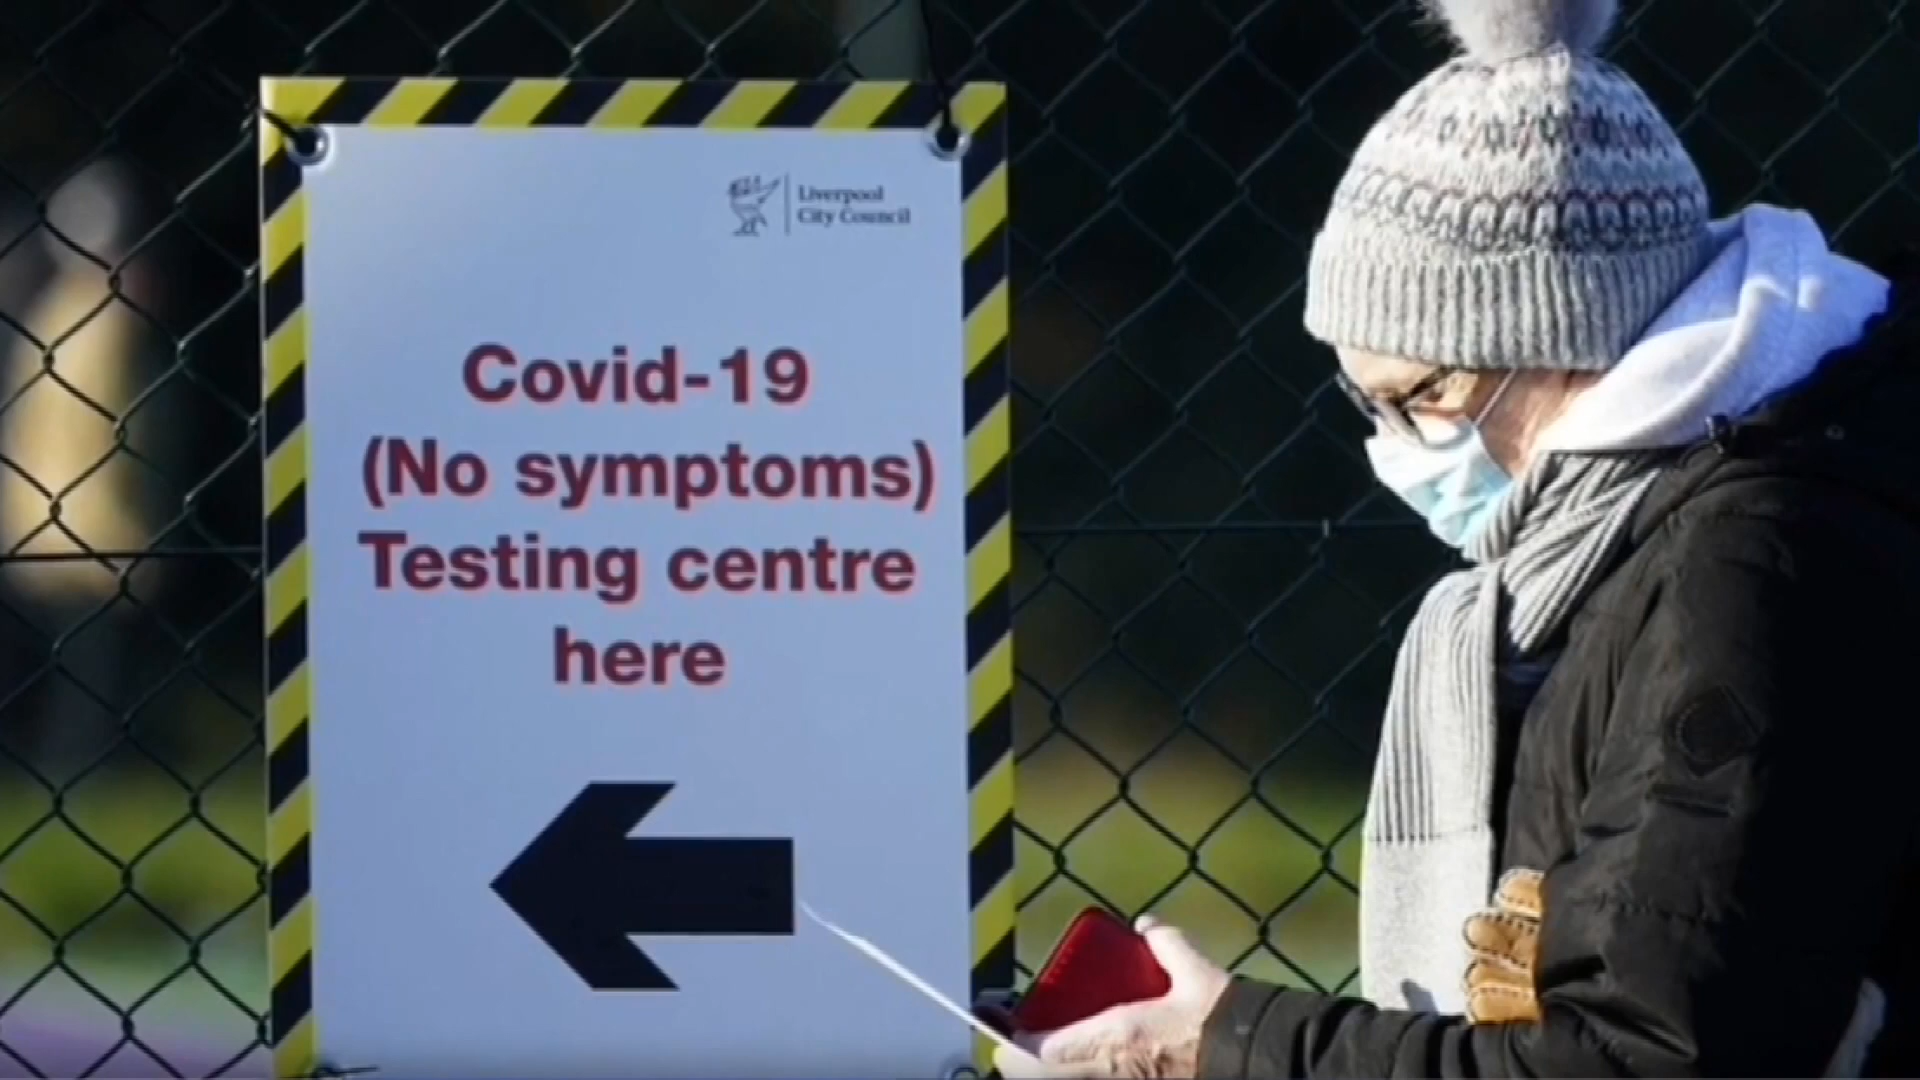 Liverpool
City Council
Covid-19
(No symptoms)
Testing centre
here